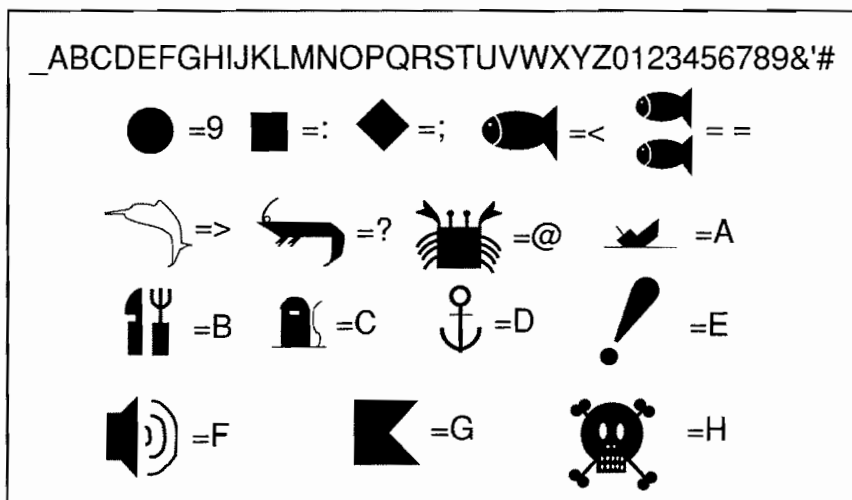 _ABCDEFGHIJKLMNOPQRSTUVWXYZ0123456789&'#
=9 =: =; =< = =
=> =? =@ =A
=B =C =D =E
=F =G =H